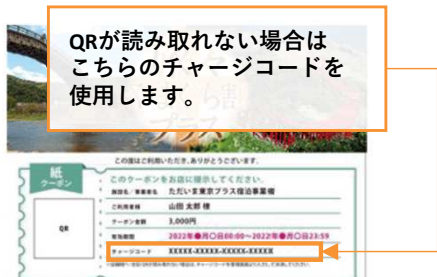 QRが読み取れない場合は
こちらのチャージコードを
使用します。
プラス
この度はご利用いただき、ありがとうございます。
紙
クーポン
このクーポンをお店に提示してください。
施設名／事業者名 ただいま東京プラス宿泊事業者
ご利用者様 山田 太郎 様
クーポン金額 3,000円
QR
有効期間 2022年●月〇日00:00~2022年●月〇日23:59
チャージコード XXXXX-XXXXX-XXXXX-XXXXX